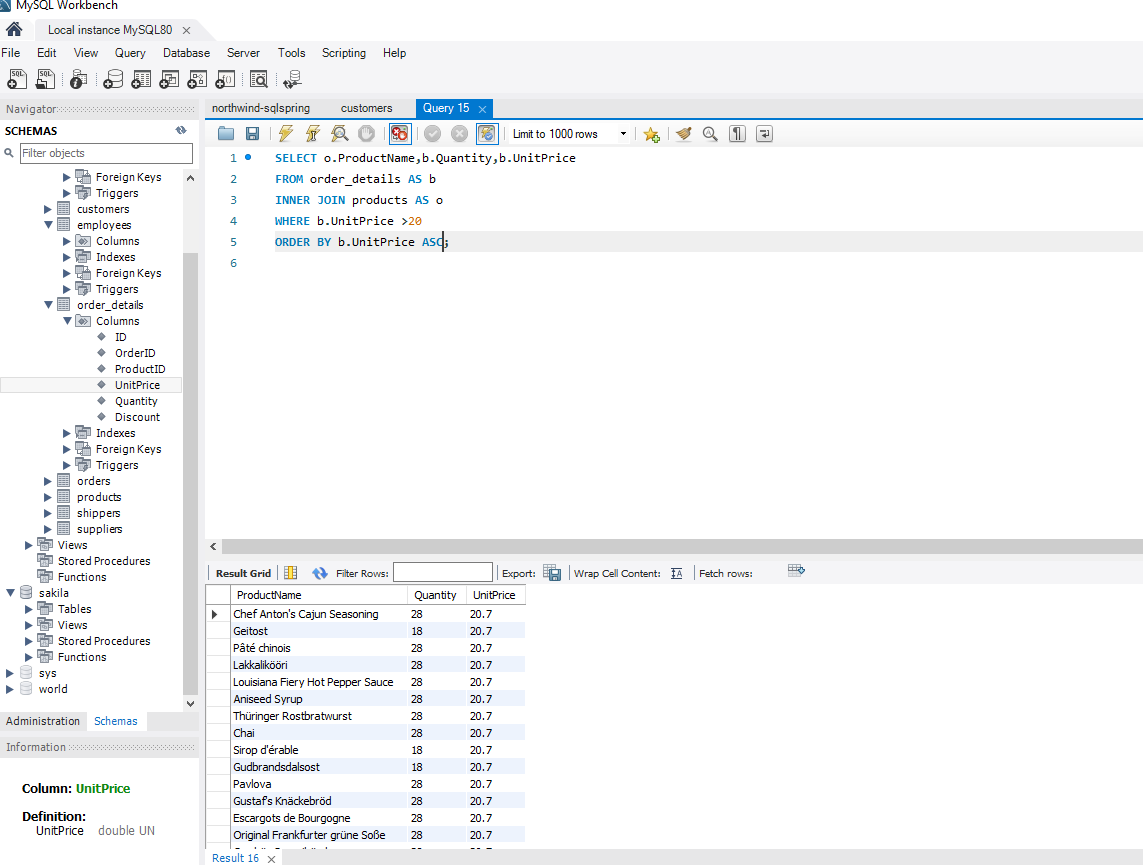 MySQL Workbench
Local instance MySQL80
File Edit View Query Database Server Tools Scripting Help
Navigator
SCHEMAS
Filter objects
Foreign Keys
Triggers
customers
employees
Columns
Indexes
Foreign Keys
Triggers
order_details
Columns
ID
OrderID
ProductID
UnitPrice
Quantity
Discount
Indexes
Foreign Keys
Triggers
orders
products
shippers
suppliers
Views
Stored Procedures
Functions
sakila
Tables
Views
Stored Procedures
Functions
sys
world
Administration Schemas
Information
Column: UnitPrice
Definition:
UnitPrice double UN
northwind-sqlspring customers Query 15
Limit to 1000 rows
1 SELECT o.ProductName,b.Quantity,b.UnitPrice
2 FROM order_details AS b
3 INNER JOIN products AS o
4 WHERE b.UnitPrice >20
5 ORDER BY b.UnitPrice ASC;
6
Result Grid Filter Rows: Export: Wrap Cell Content: Fetch rows:
ProductName Quantity UnitPrice
Chef Anton's Cajun Seasoning 28 20.7
Geitost 18 20.7
Pâté chinois 28 20.7
Lakkalikööri 28 20.7
Louisiana Fiery Hot Pepper Sauce 28 20.7
Aniseed Syrup 28 20.7
Thüringer Rostbratwurst 28 20.7
Chai 28 20.7
Sirop d'érable 18 20.7
Gudbrandsdalsost 18 20.7
Pavlova 28 20.7
Gustaf's Knäckebröd 28 20.7
Escargots de Bourgogne 28 20.7
Original Frankfurter grüne Soße 28 20.7
Result 16